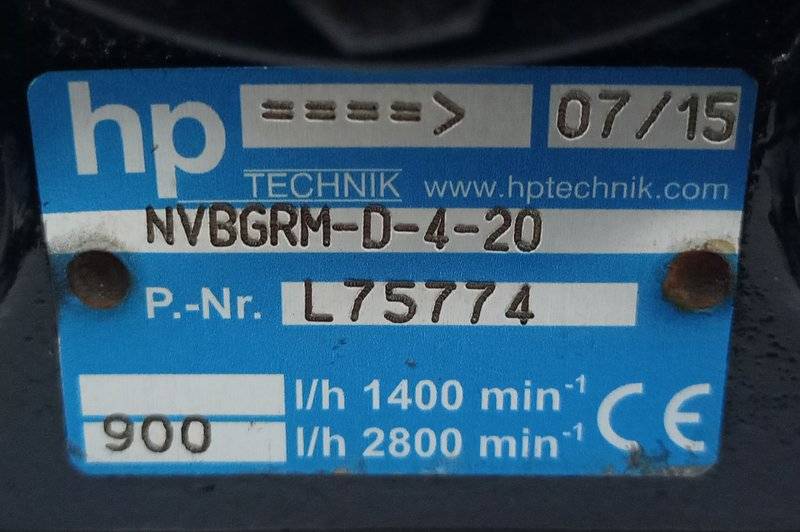 hp ====> 07/15
TECHNIK www.hptechnik.com
NVBGRM-D-4-20
P.-Nr. L75774
l/h 1400 min-1
900 l/h 2800 min-1
CE